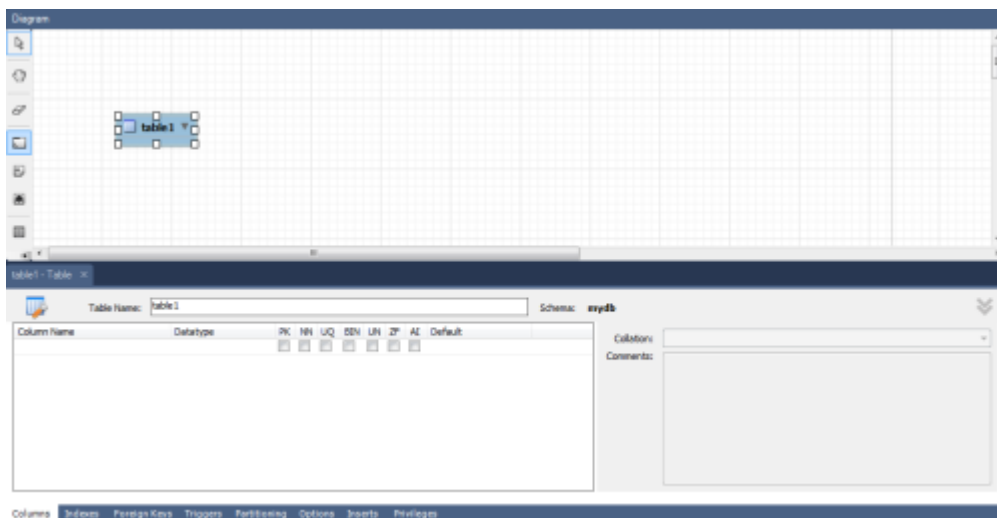 Diagram
table1
table1 - Table ×
Table Name: table1 Schema: mydb
Column Name Datatype PK NN UQ BIN UN ZF AI Default
Collation:
Comments:
Columns Indexes Foreign Keys Triggers Partitioning Options Inserts Privileges